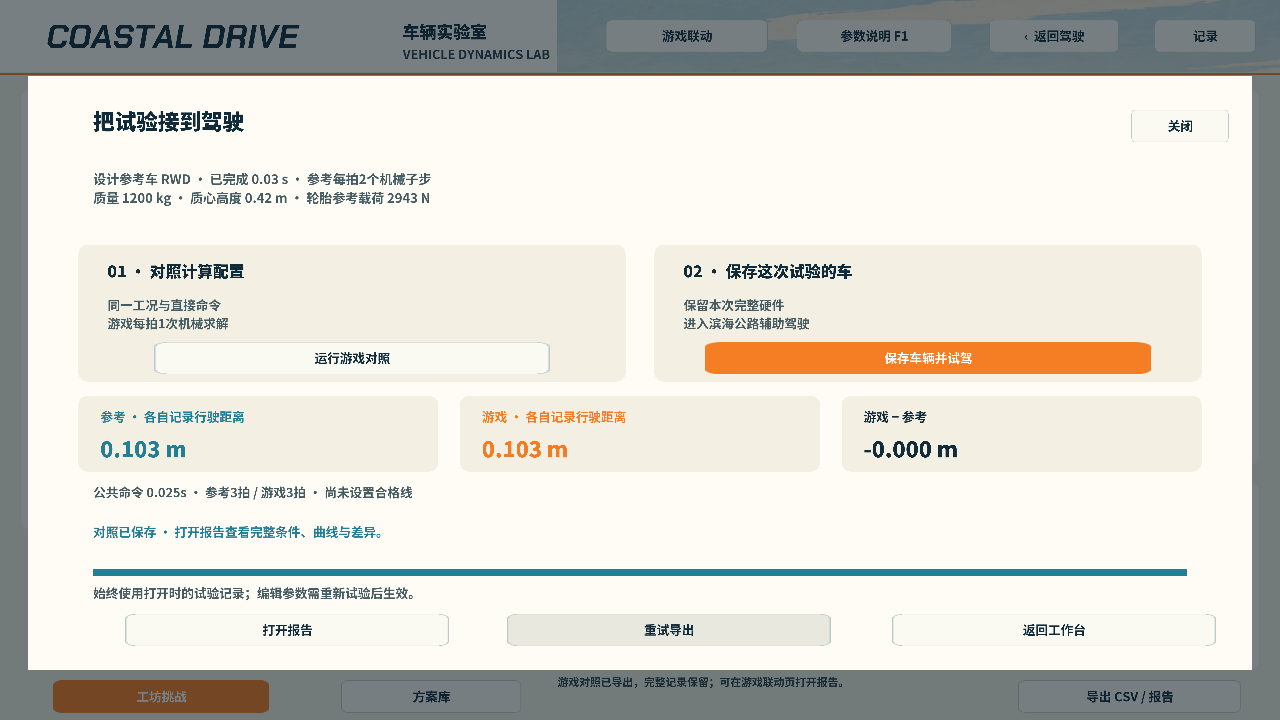 COASTAL DRIVE
车辆实验室
VEHICLE DYNAMICS LAB
游戏联动
参数说明 F1
‹ 返回驾驶
记录
把试验接到驾驶
关闭
设计参考车 RWD · 已完成 0.03 s · 参考每拍2个机械子步
质量 1200 kg · 质心高度 0.42 m · 轮胎参考载荷 2943 N
01 · 对照计算配置
同一工况与直接命令
游戏每拍1次机械求解
运行游戏对照
02 · 保存这次试验的车
保留本次完整硬件
进入滨海公路辅助驾驶
保存车辆并试驾
参考 · 各自记录行驶距离
0.103 m
游戏 · 各自记录行驶距离
0.103 m
游戏 − 参考
-0.000 m
公共命令 0.025s · 参考3拍 / 游戏3拍 · 尚未设置合格线
对照已保存 · 打开报告查看完整条件、曲线与差异。
始终使用打开时的试验记录；编辑参数需重新试验后生效。
打开报告
重试导出
返回工作台
工坊挑战
方案库
游戏对照已导出，完整记录保留；可在游戏联动页打开报告。
导出 CSV / 报告